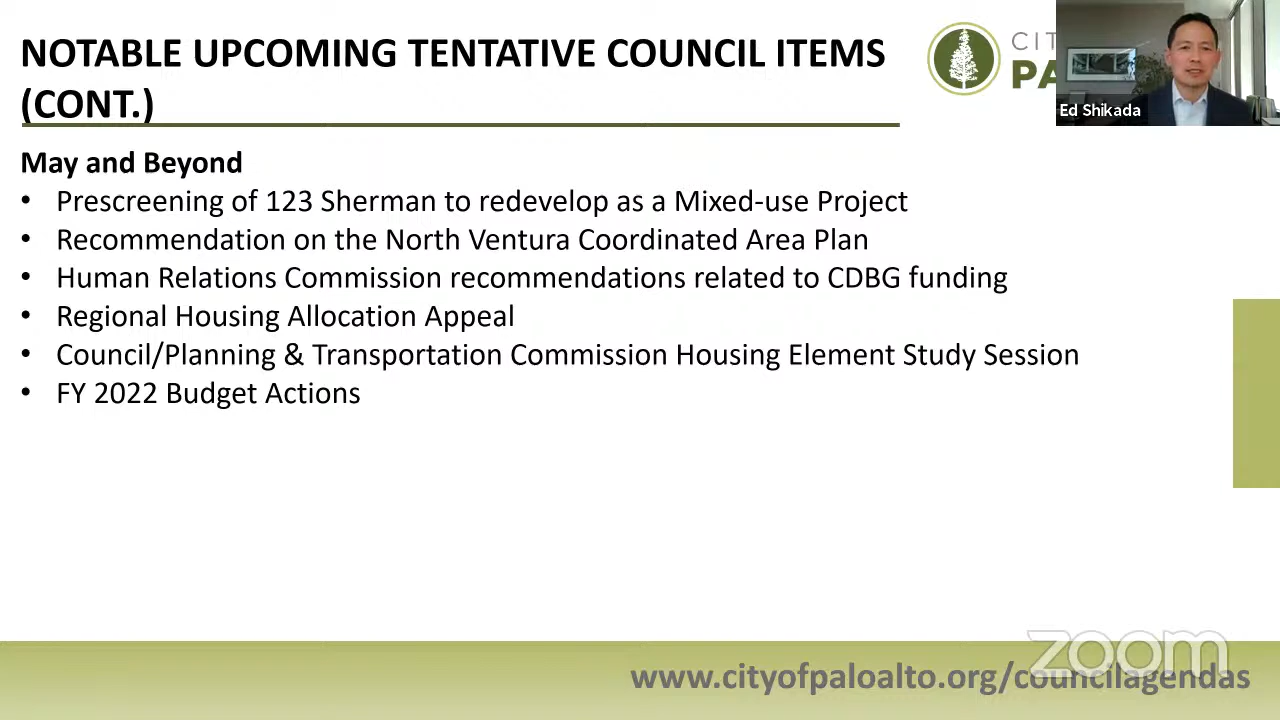 NOTABLE UPCOMING TENTATIVE COUNCIL ITEMS
(CONT.)
CIT
PA
Ed Shikada
May and Beyond
• Prescreening of 123 Sherman to redevelop as a Mixed-use Project
• Recommendation on the North Ventura Coordinated Area Plan
• Human Relations Commission recommendations related to CDBG funding
• Regional Housing Allocation Appeal
• Council/Planning & Transportation Commission Housing Element Study Session
• FY 2022 Budget Actions
zoom
www.cityofpaloalto.org/councilagendas